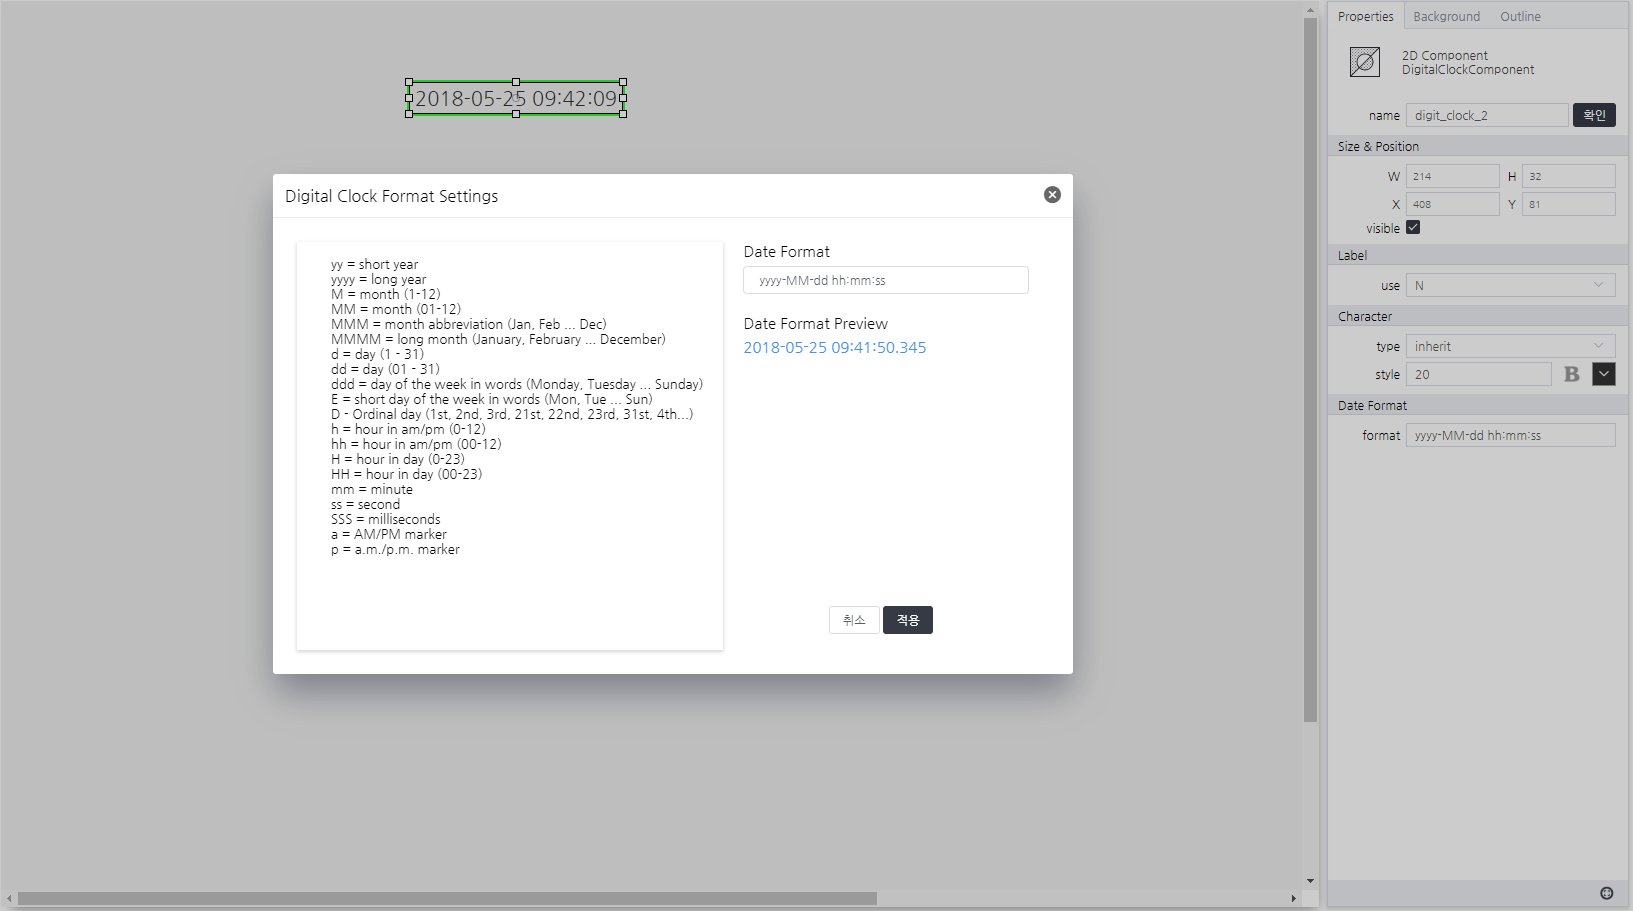 2018-05-25 09:42:09
Digital Clock Format Settings
yy = short year
yyyy = long year
M = month (1-12)
MM = month (01-12)
MMM = month abbreviation (Jan, Feb ... Dec)
MMMM = long month (January, February ... December)
d = day (1 - 31)
dd = day (01 - 31)
ddd = day of the week in words (Monday, Tuesday ... Sunday)
E = short day of the week in words (Mon, Tue ... Sun)
D - Ordinal day (1st, 2nd, 3rd, 21st, 22nd, 23rd, 31st, 4th...)
h = hour in am/pm (0-12)
hh = hour in am/pm (00-12)
H = hour in day (0-23)
HH = hour in day (00-23)
mm = minute
ss = second
SSS = milliseconds
a = AM/PM marker
p = a.m./p.m. marker
Date Format
yyyy-MM-dd hh:mm:ss
Date Format Preview
2018-05-25 09:41:50.345
취소 적용
Properties Background Outline
2D Component
DigitalClockComponent
name digit_clock_2 확인
Size & Position
W 214 H 32
X 408 Y 81
visible
Label
use N
Character
type inherit
style 20 B
Date Format
format yyyy-MM-dd hh:mm:ss